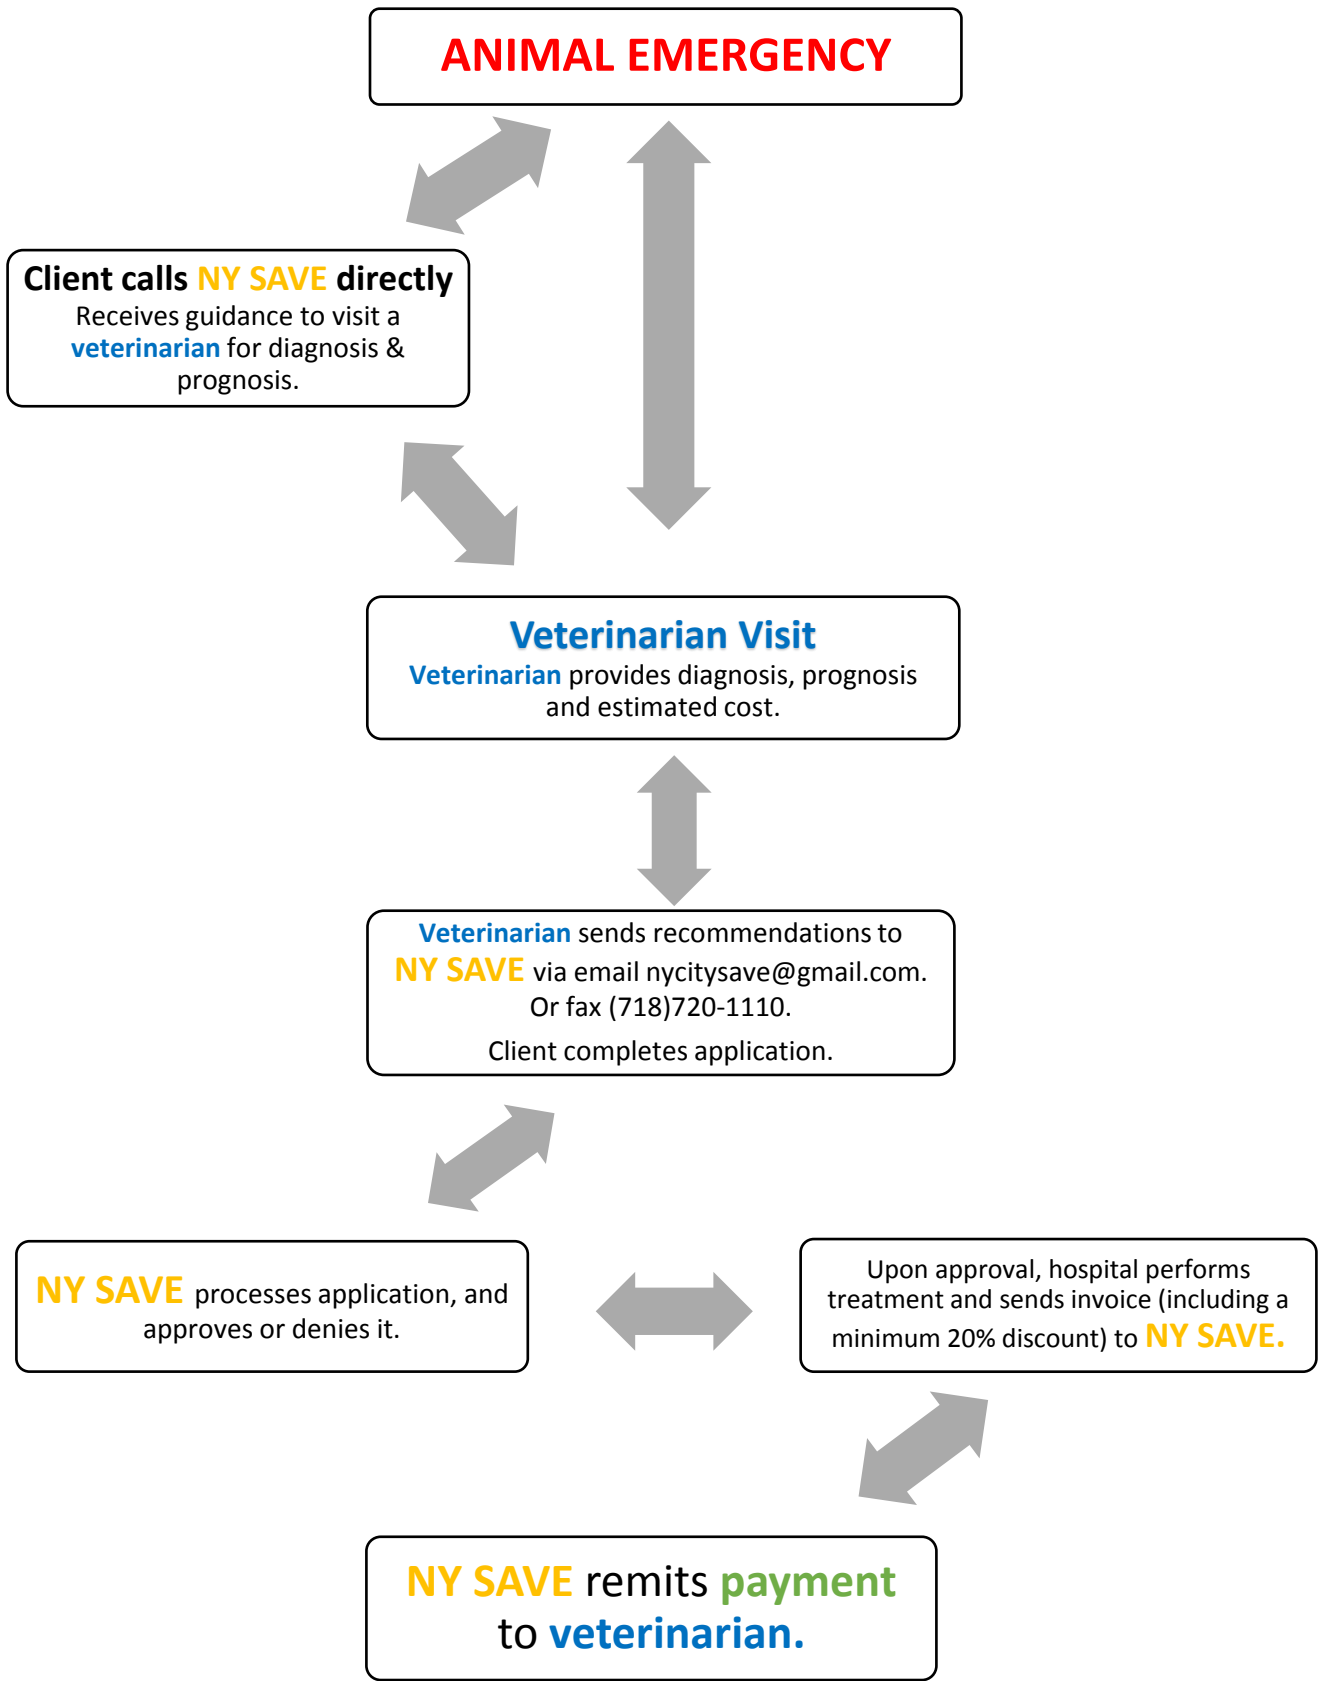 ANIMAL EMERGENCY
Client calls NY SAVE directly
Receives guidance to visit a
veterinarian for diagnosis &
prognosis.
Veterinarian Visit
Veterinarian provides diagnosis, prognosis
and estimated cost.
Veterinarian sends recommendations to
NY SAVE via email nycitysave@gmail.com.
Or fax (718)720-1110.
Client completes application.
NY SAVE processes application, and
approves or denies it.
Upon approval, hospital performs
treatment and sends invoice (including a
minimum 20% discount) to NY SAVE.
NY SAVE remits payment
to veterinarian.